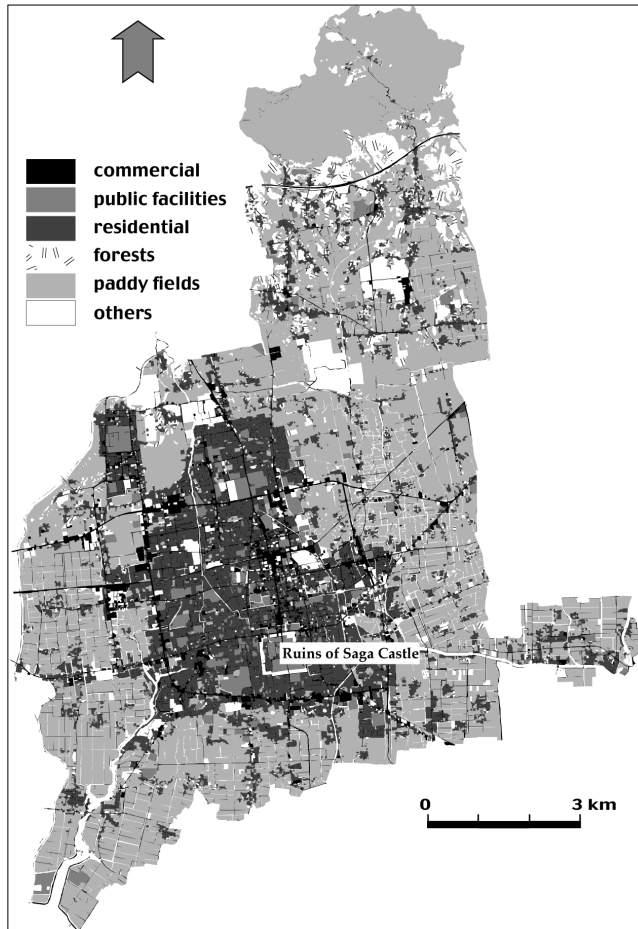 commercial
public facilities
residential
forests
paddy fields
others
Ruins of Saga Castle
0 3 km